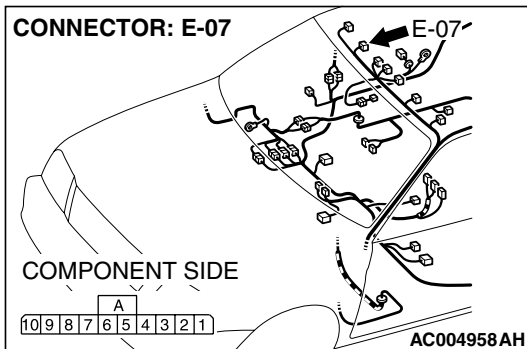 CONNECTOR: E-07
E-07
COMPONENT SIDE
A
10 9 8 7 6 5 4 3 2 1
AC004958AH